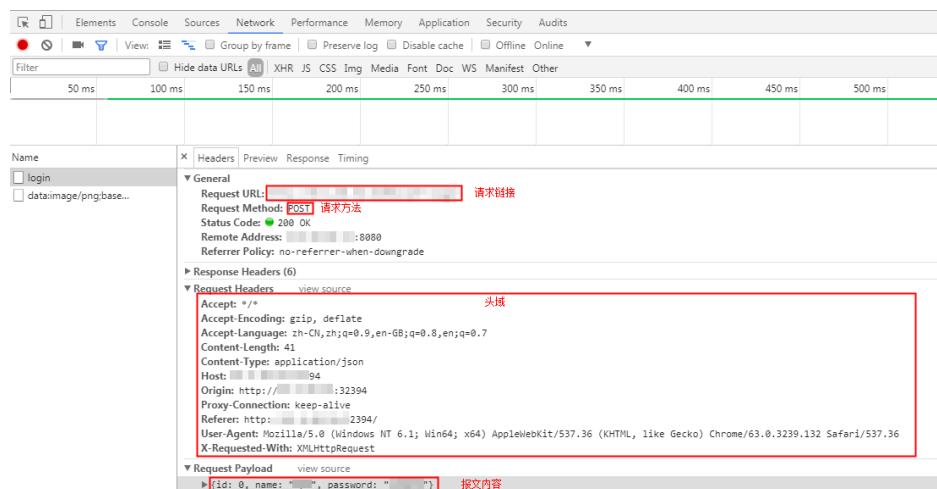 Elements Console Sources Network Performance Memory Application Security Audits
View: Group by frame Preserve log Disable cache Offline Online
Filter Hide data URLs All XHR JS CSS Img Media Font Doc WS Manifest Other
50 ms 100 ms 150 ms 200 ms 250 ms 300 ms 350 ms 400 ms 450 ms 500 ms
Name
login
data:image/png;base...
× Headers Preview Response Timing
General
Request URL: 请求链接
Request Method: POST 请求方法
Status Code: 200 OK
Remote Address: :8080
Referrer Policy: no-referrer-when-downgrade
Response Headers (6)
Request Headers view source
头域
Accept: */*
Accept-Encoding: gzip, deflate
Accept-Language: zh-CN,zh;q=0.9,en-GB;q=0.8,en;q=0.7
Content-Length: 41
Content-Type: application/json
Host: 94
Origin: http:// :32394
Proxy-Connection: keep-alive
Referer: http: 2394/
User-Agent: Mozilla/5.0 (Windows NT 6.1; Win64; x64) AppleWebKit/537.36 (KHTML, like Gecko) Chrome/63.0.3239.132 Safari/537.36
X-Requested-With: XMLHttpRequest
Request Payload view source
{id: 0, name: " ", password: " "} 报文内容